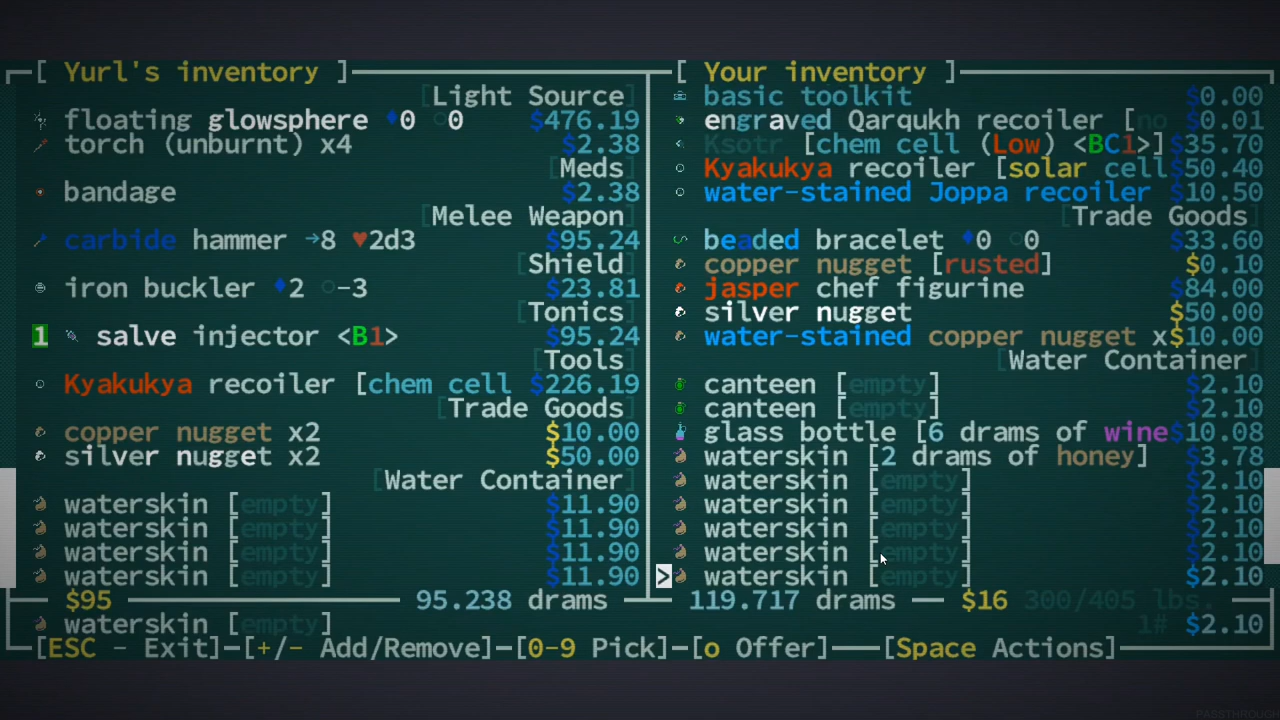 [ Yurl's inventory ]
[Light Source]
floating glowsphere ♦0 ○0 $476.19
torch (unburnt) x4 $2.38
[Meds]
bandage $2.38
[Melee Weapon]
carbide hammer →8 ♥2d3 $95.24
[Shield]
iron buckler ♦2 ○-3 $23.81
[Tonics]
1 salve injector <B1> $95.24
[Tools]
Kyakukya recoiler [chem cell $226.19
[Trade Goods]
copper nugget x2 $10.00
silver nugget x2 $50.00
[Water Container]
waterskin [empty] $11.90
waterskin [empty] $11.90
waterskin [empty] $11.90
waterskin [empty] $11.90
[ Your inventory ]
basic toolkit $0.00
engraved Qarqukh recoiler [no $0.01
Ksotr [chem cell (Low) <BC1>] $35.70
Kyakukya recoiler [solar cell $50.40
water-stained Joppa recoiler $10.50
[Trade Goods]
beaded bracelet ♦0 ○0 $33.60
copper nugget [rusted] $0.10
jasper chef figurine $84.00
silver nugget $50.00
water-stained copper nugget x $10.00
[Water Container]
canteen [empty] $2.10
canteen [empty] $2.10
glass bottle [6 drams of wine $10.08
waterskin [2 drams of honey] $3.78
waterskin [empty] $2.10
waterskin [empty] $2.10
waterskin [empty] $2.10
waterskin [empty] $2.10
> waterskin [empty] $2.10
$95 95.238 drams 119.717 drams $16 300/405 lbs.
waterskin [empty] 1# $2.10
[ESC - Exit]-[+/- Add/Remove]-[0-9 Pick]-[o Offer] [Space Actions]